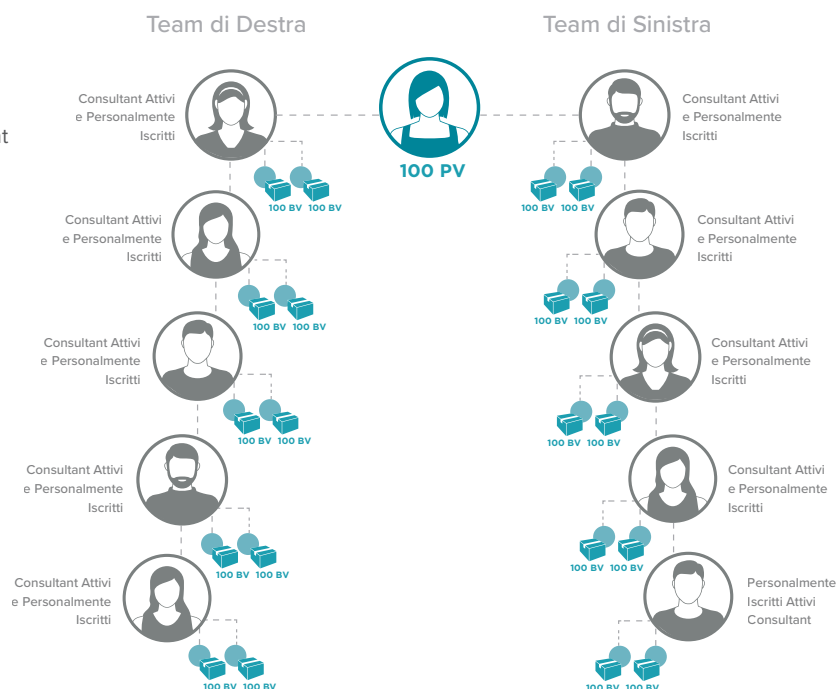 Team di Destra
Team di Sinistra
Consultant Attivi
e Personalmente
Iscritti
100 PV
Consultant Attivi
e Personalmente
Iscritti
nt
100 BV 100 BV
100 BV 100 BV
Consultant Attivi
e Personalmente
Iscritti
Consultant Attivi
e Personalmente
Iscritti
100 BV 100 BV
100 BV 100 BV
Consultant Attivi
e Personalmente
Iscritti
Consultant Attivi
e Personalmente
Iscritti
100 BV 100 BV
100 BV 100 BV
Consultant Attivi
e Personalmente
Iscritti
Consultant Attivi
e Personalmente
Iscritti
100 BV 100 BV
100 BV 100 BV
Consultant Attivi
e Personalmente
Iscritti
Personalmente
Iscritti Attivi
Consultant
100 BV 100 BV
100 BV 100 BV